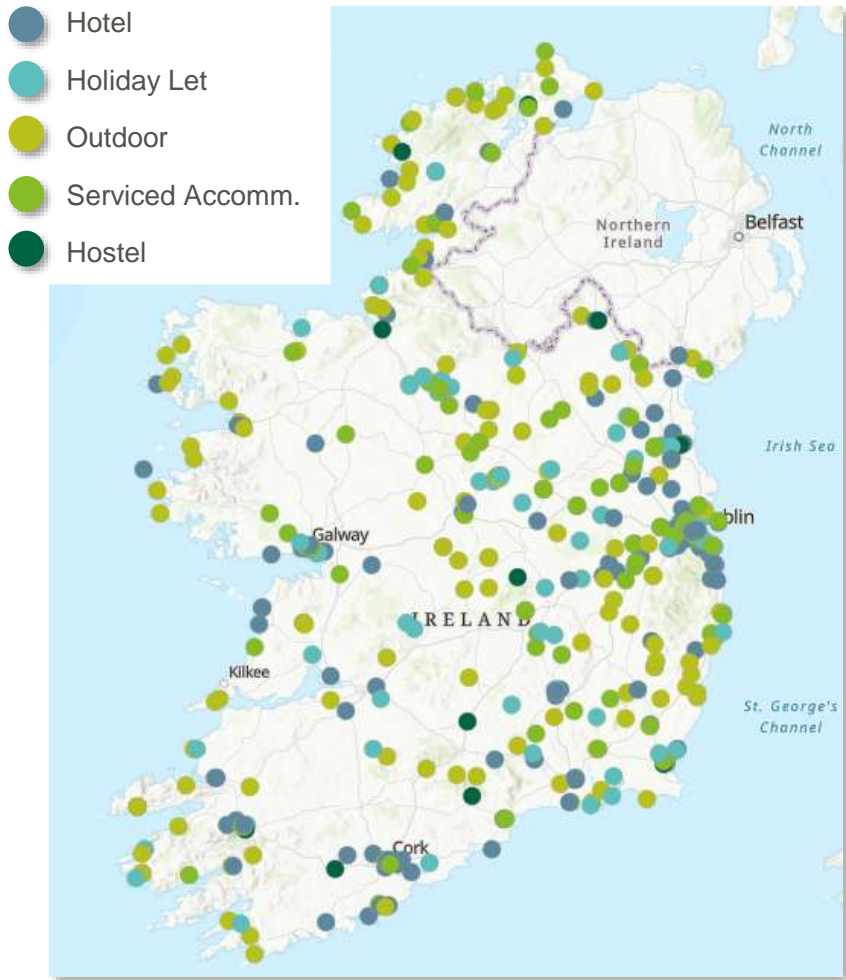 Hotel
Holiday Let
Outdoor
Serviced Accomm.
Hostel
North
Channel
Belfast
Northern
Ireland
Irish Sea
blin
Galway
IRELAND
Kilkee
St. George's
Channel
Cork